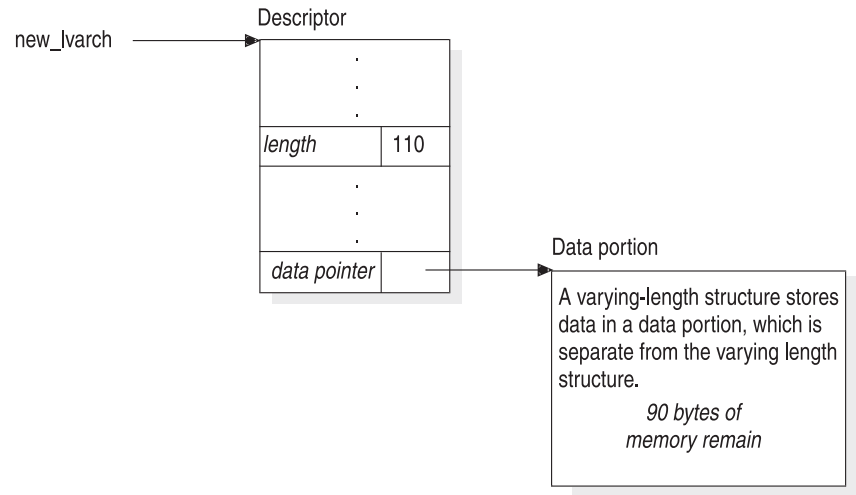 Descriptor
new_lvarch
.
.
.
length 110
.
.
.
data pointer
Data portion
A varying-length structure stores
data in a data portion, which is
separate from the varying length
structure.
90 bytes of
memory remain